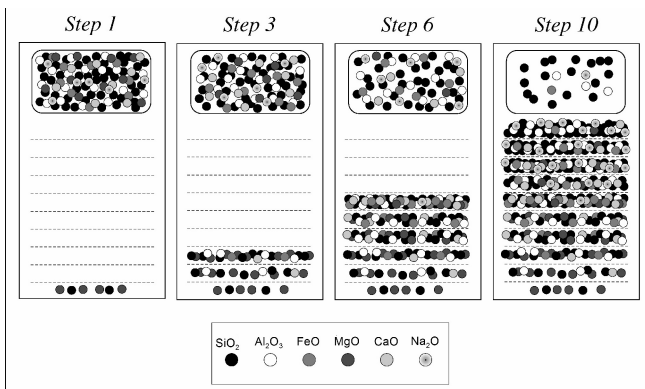 Step 1 Step 3 Step 6 Step 10
SiO₂ Al₂O₃ FeO MgO CaO Na₂O